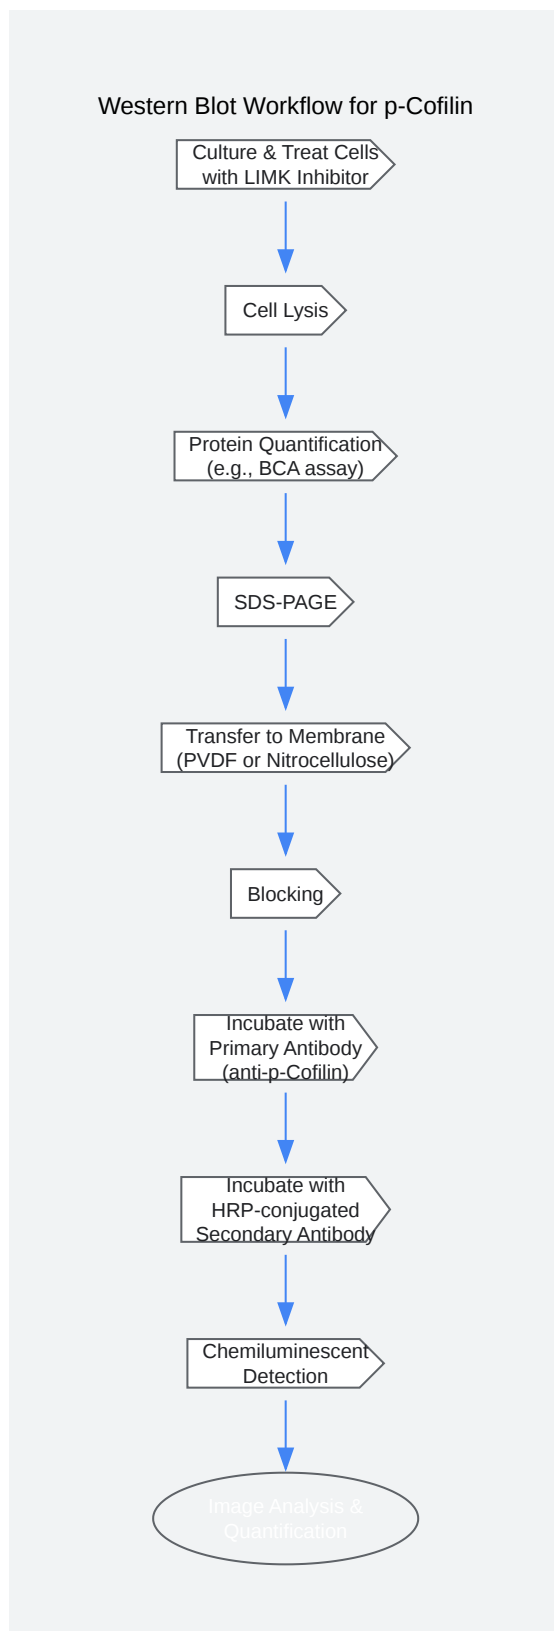 Western Blot Workflow for p-Cofilin
Culture & Treat Cells
with LIMK Inhibitor
Cell Lysis
Protein Quantification
(e.g., BCA assay)
SDS-PAGE
Transfer to Membrane
(PVDF or Nitrocellulose)
Blocking
Incubate with
Primary Antibody
(anti-p-Cofilin)
Incubate with
HRP-conjugated
Secondary Antibody
Chemiluminescent
Detection
Image Analysis &
Quantification